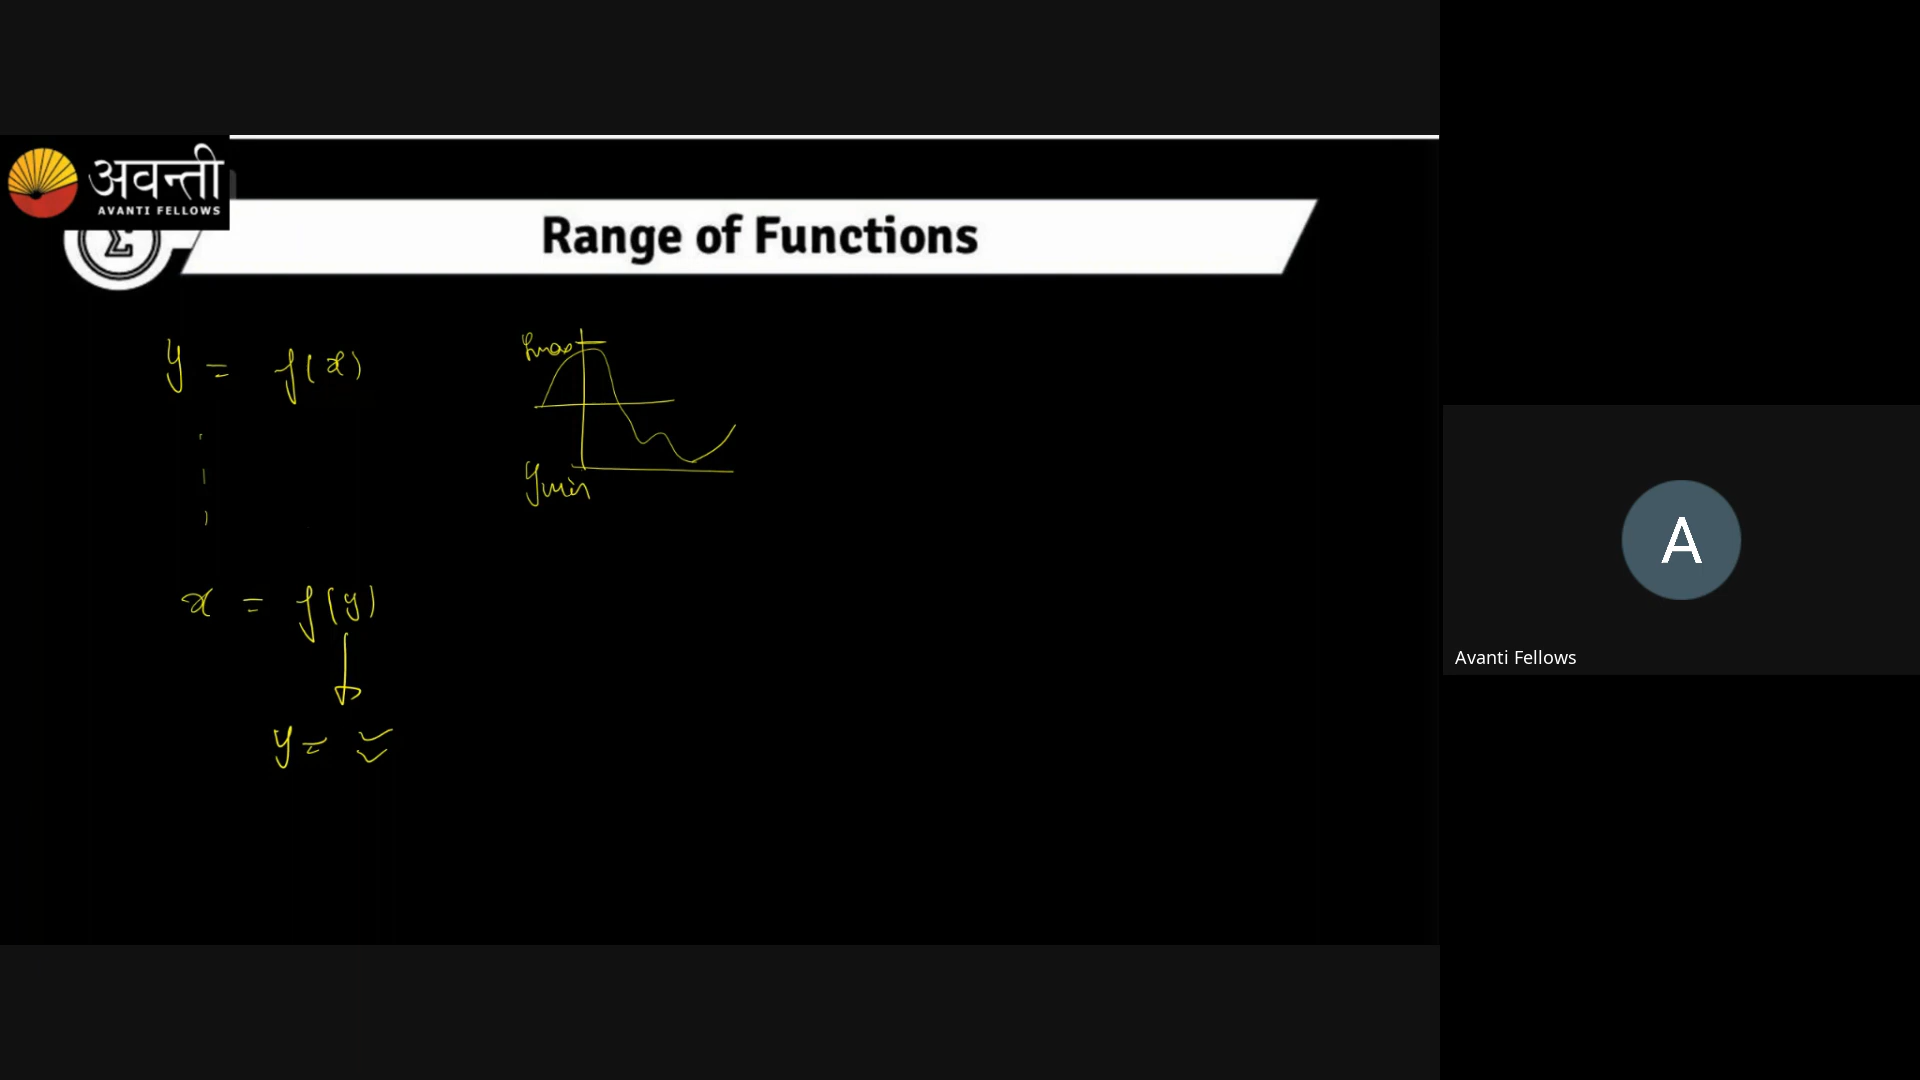 अवन्ती
AVANTI FELLOWS
Σ
Range of Functions
y = f(x)
ymax
ymin
x = f(y)
y =
A
Avanti Fellows